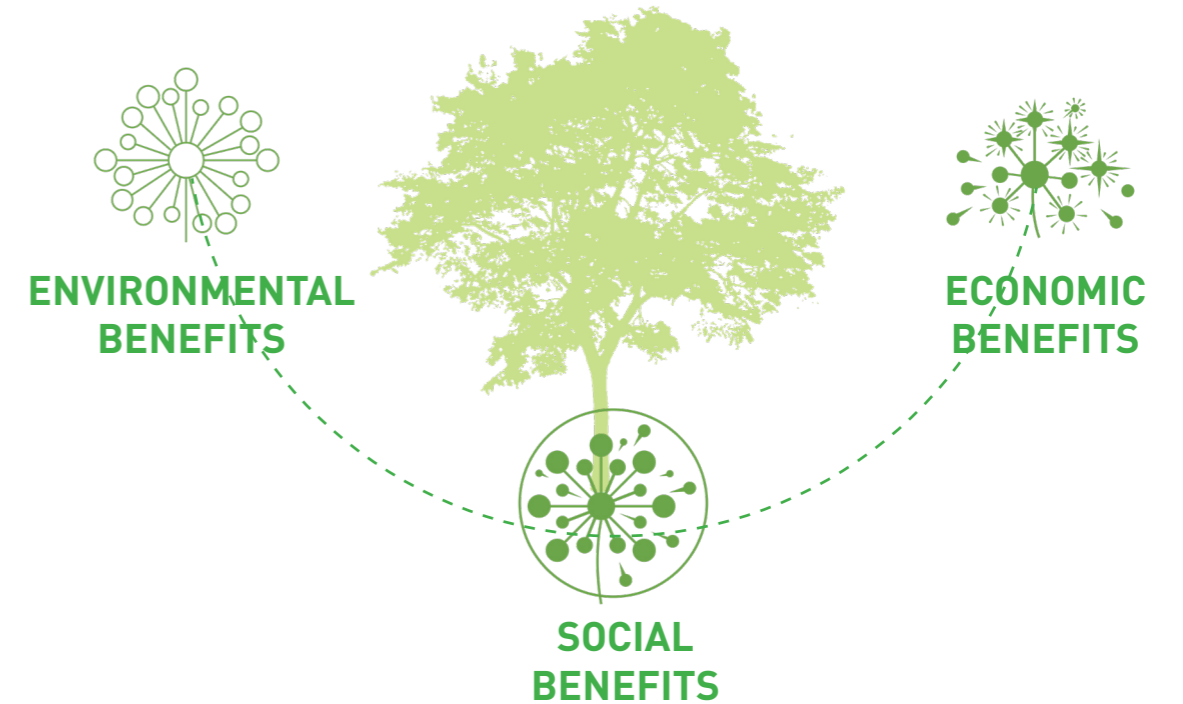 ENVIRONMENTAL
BENEFITS
ECONOMIC
BENEFITS
SOCIAL
BENEFITS